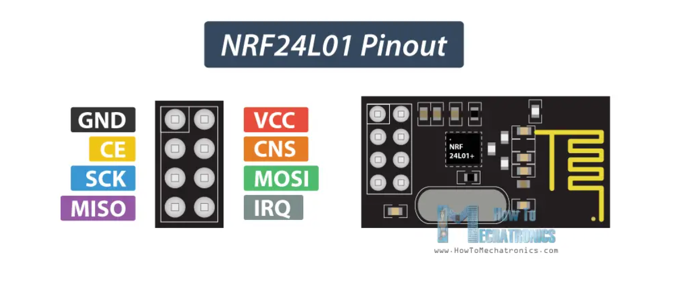 NRF24L01 Pinout
GND VCC
CE CNS
SCK MOSI
MISO IRQ
NRF
24L01+
How To
MECHATRONICS
www.HowToMechatronics.com